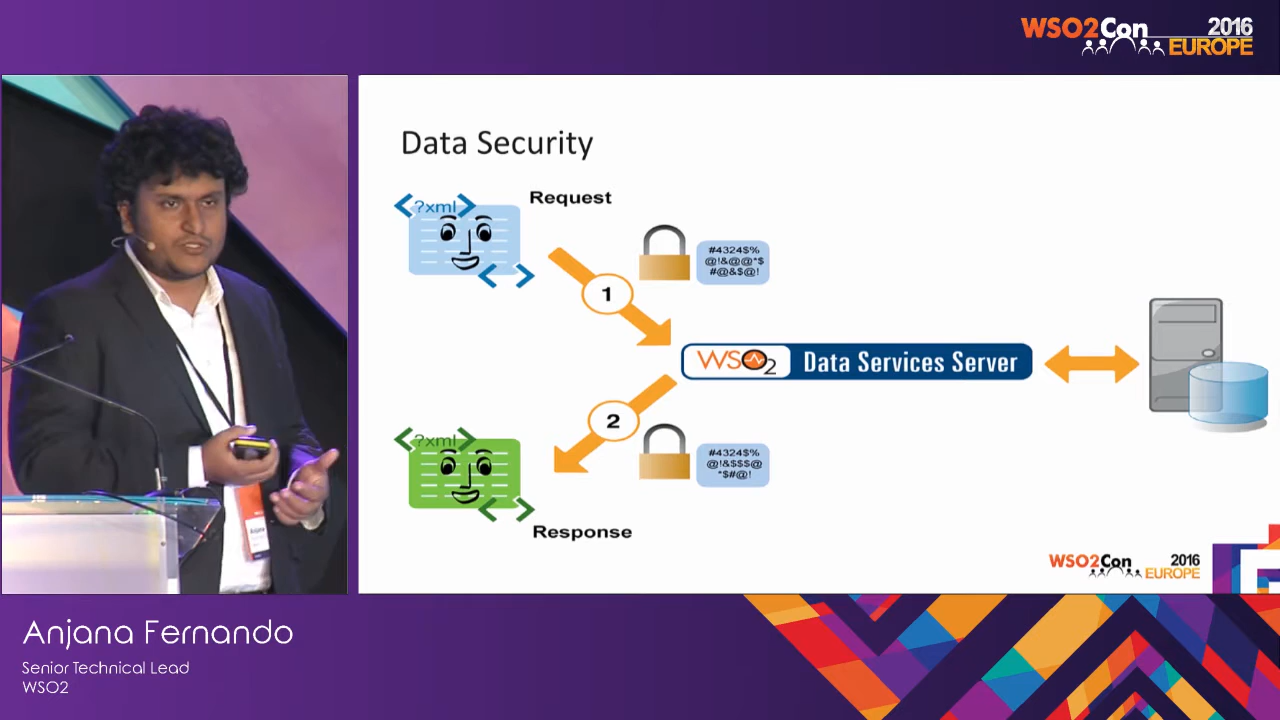 WSO2Con 2016
EUROPE
Data Security
<?xml>
Request
< >
#4324$%
@!&@@*$
#@&$@!
1
WSO2 Data Services Server
2
<?xml>
#4324$%
@!&$$$@
*$#@!
< >
Response
WSO2Con 2016
EUROPE
Anjana Fernando
Senior Technical Lead
WSO2